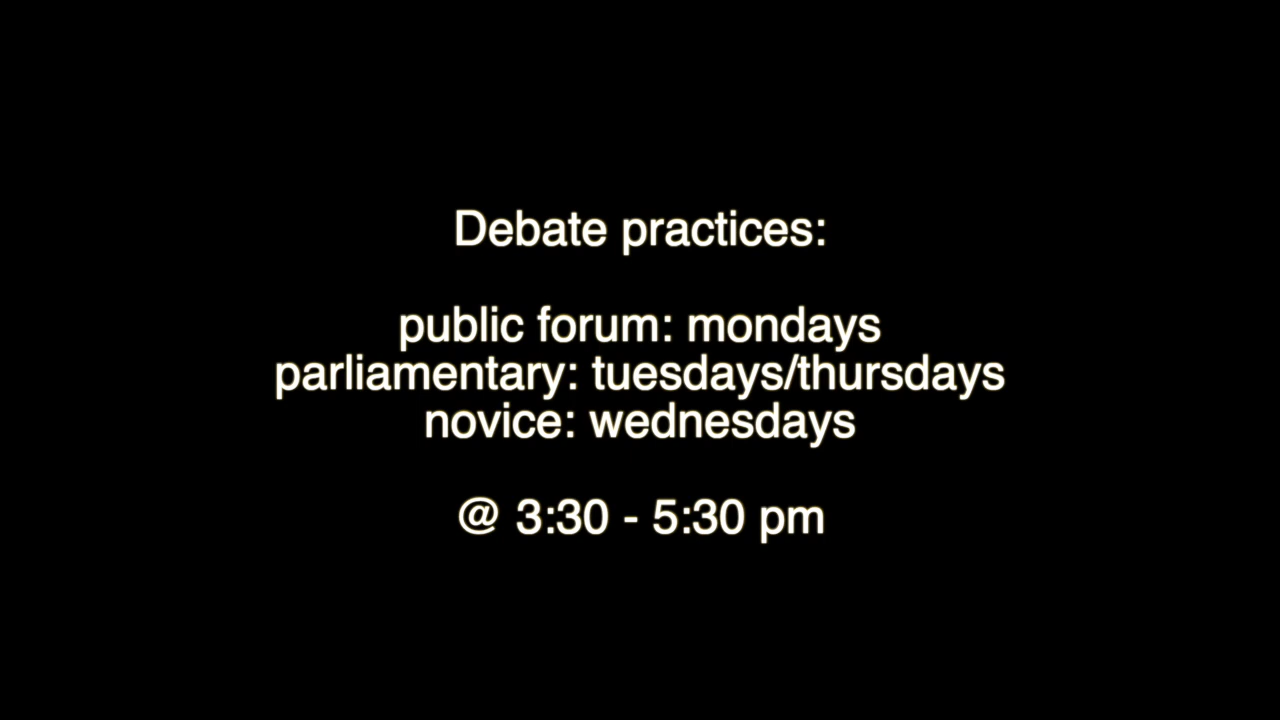 Debate practices:
public forum: mondays
parliamentary: tuesdays/thursdays
novice: wednesdays
@ 3:30 - 5:30 pm